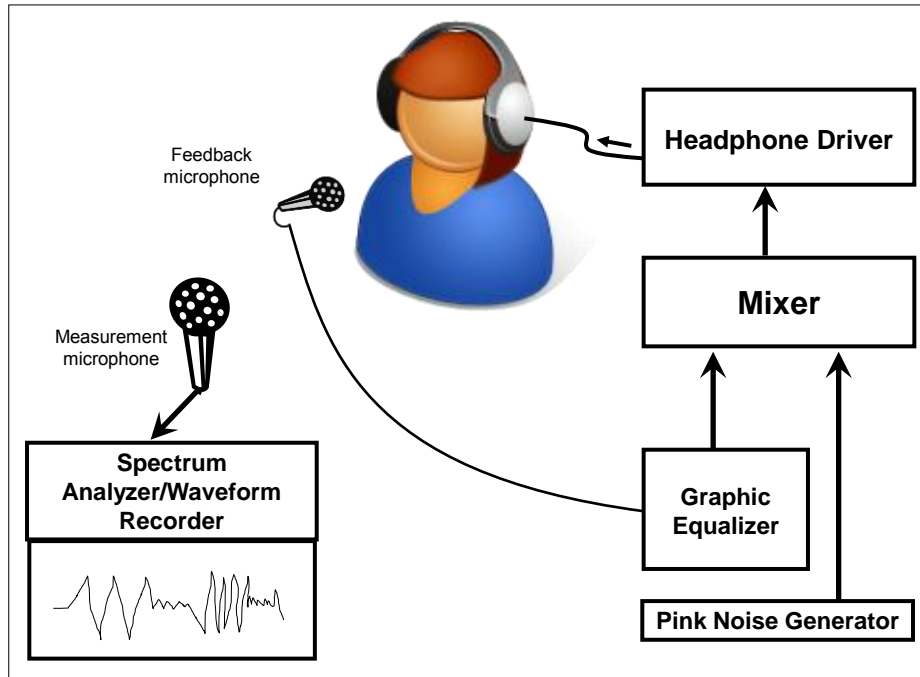 Headphone Driver
Feedback
microphone
Mixer
Measurement
microphone
Spectrum
Analyzer/Waveform
Recorder
Graphic
Equalizer
Pink Noise Generator